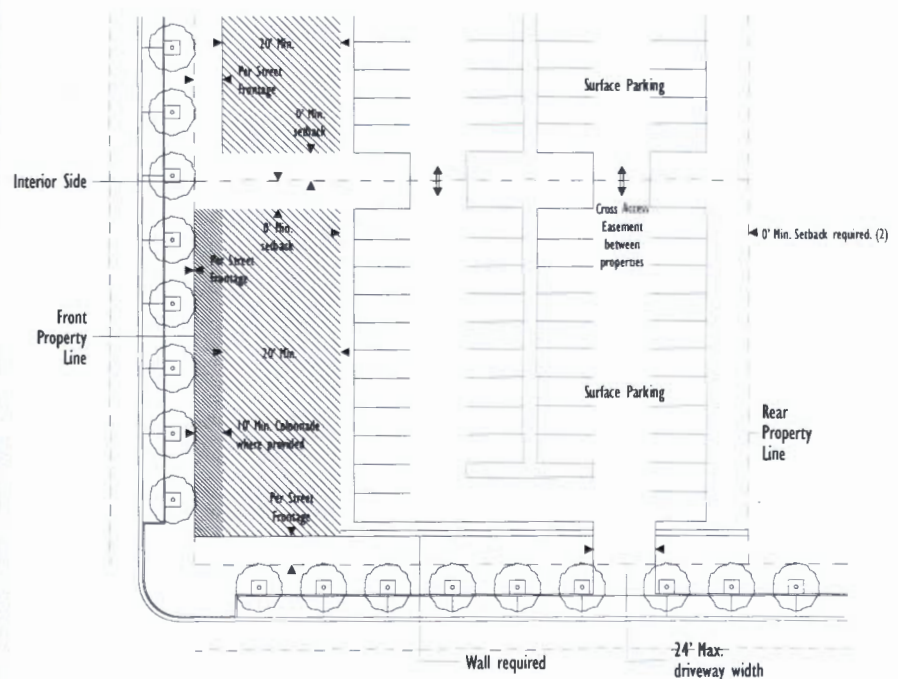 20' Min.
Per Street
Frontage
0' Min.
setback
Surface Parking
Interior Side
0' Min.
setback
Cross Access
Easement
between
properties
0' Min. Setback required. (2)
Per Street
Frontage
Front
Property
Line
20' Min.
Surface Parking
10' Min. Colonnade
where provided
Rear
Property
Line
Per Street
Frontage
Wall required
24' Max.
driveway width